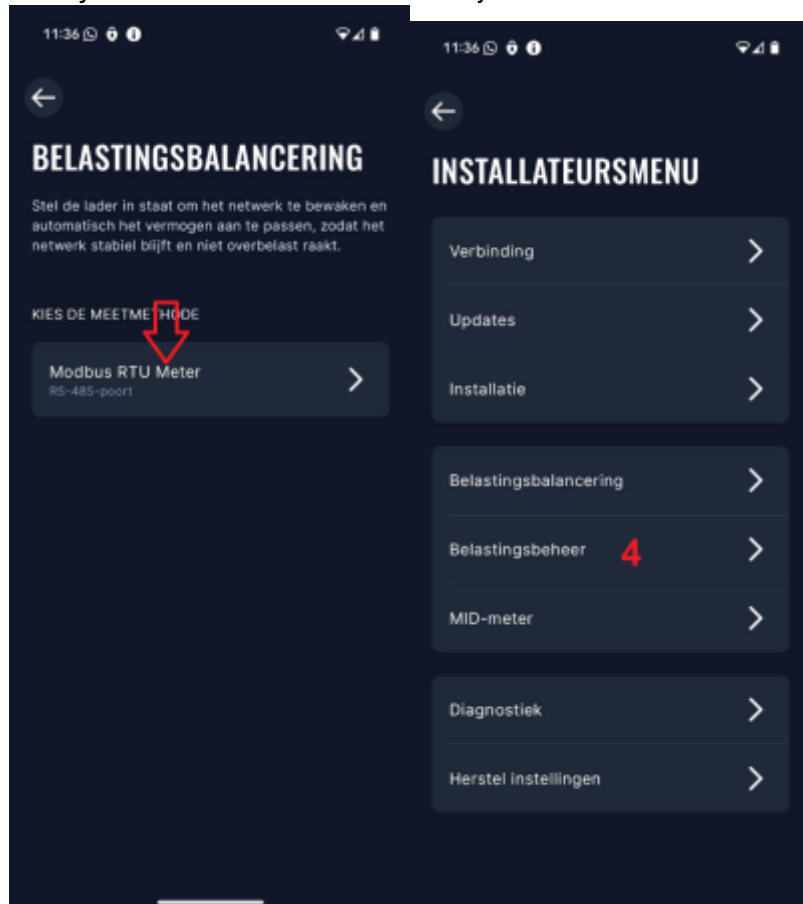 11:36
BELASTINGSBALANCERING
Stel de lader in staat om het netwerk te bewaken en
automatisch het vermogen aan te passen, zodat het
netwerk stabiel blijft en niet overbelast raakt.
KIES DE MEETMETHODE
Modbus RTU Meter
RS-485-poort
11:36
INSTALLATEURSMENU
Verbinding
Updates
Installatie
Belastingsbalancering
Belastingsbeheer 4
MID-meter
Diagnostiek
Herstel instellingen